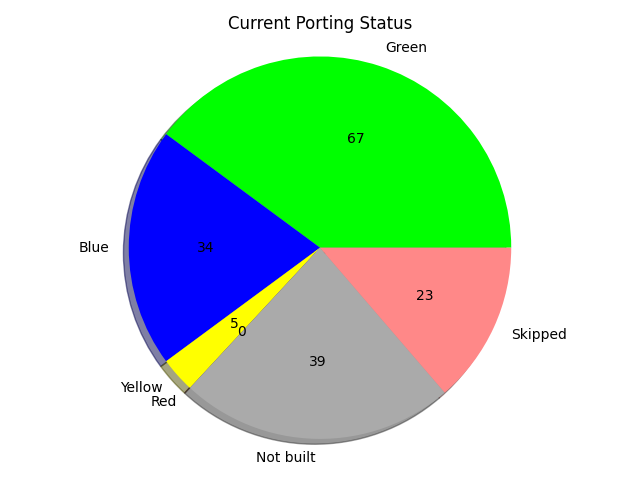 Current Porting Status
Green
67
Blue
34
Yellow
5
Red
0
Not built
39
Skipped
23